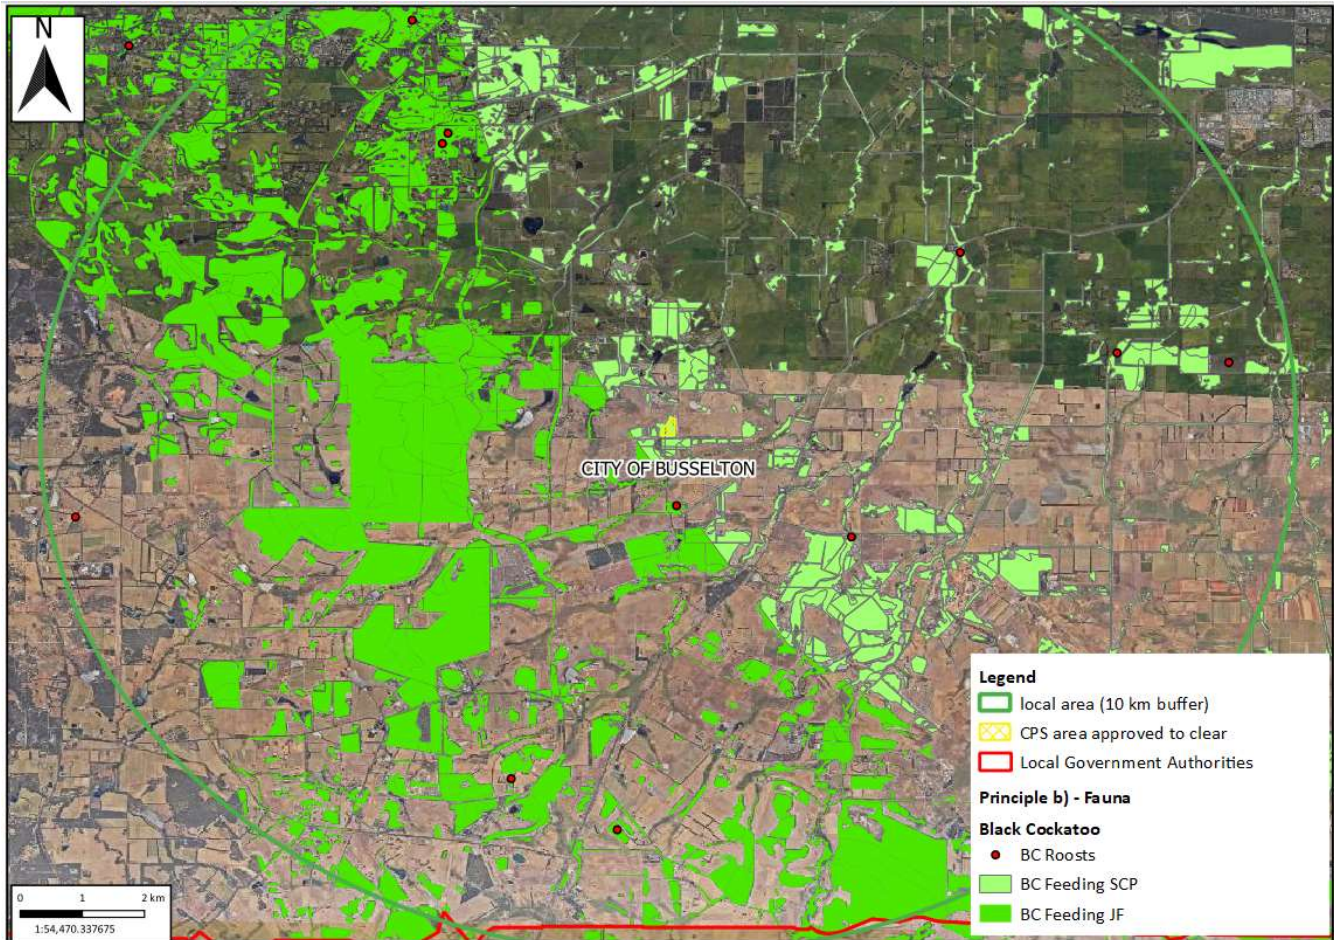 N
CITY OF BUSSELTON
Legend
local area (10 km buffer)
CPS area approved to clear
Local Government Authorities
Principle b) - Fauna
Black Cockatoo
BC Roosts
BC Feeding SCP
BC Feeding JF
0 1 2 km
1:54,470.337675